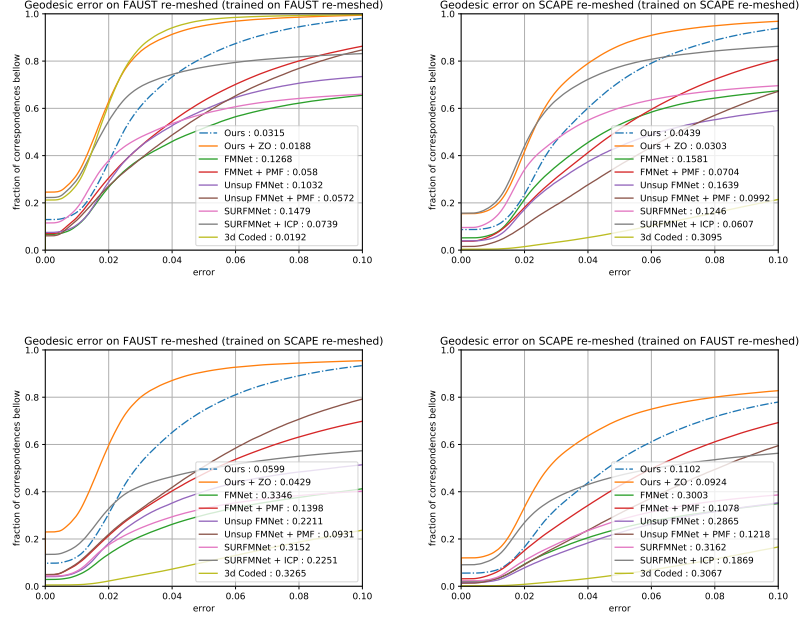 Geodesic error on FAUST re-meshed (trained on FAUST re-meshed)
1.0
0.8
0.6
0.4
0.2
0.0
fraction of correspondences bellow
Ours : 0.0315
Ours + ZO : 0.0188
FMNet : 0.1268
FMNet + PMF : 0.058
Unsup FMNet : 0.1032
Unsup FMNet + PMF : 0.0572
SURFMNet : 0.1479
SURFMNet + ICP : 0.0739
3d Coded : 0.0192
0.00 0.02 0.04 0.06 0.08 0.10
error
Geodesic error on SCAPE re-meshed (trained on SCAPE re-meshed)
1.0
0.8
0.6
0.4
0.2
0.0
fraction of correspondences bellow
Ours : 0.0439
Ours + ZO : 0.0303
FMNet : 0.1581
FMNet + PMF : 0.0704
Unsup FMNet : 0.1639
Unsup FMNet + PMF : 0.0992
SURFMNet : 0.1246
SURFMNet + ICP : 0.0607
3d Coded : 0.3095
0.00 0.02 0.04 0.06 0.08 0.10
error
Geodesic error on FAUST re-meshed (trained on SCAPE re-meshed)
1.0
0.8
0.6
0.4
0.2
0.0
fraction of correspondences bellow
Ours : 0.0599
Ours + ZO : 0.0429
FMNet : 0.3346
FMNet + PMF : 0.1398
Unsup FMNet : 0.2211
Unsup FMNet + PMF : 0.0931
SURFMNet : 0.3152
SURFMNet + ICP : 0.2251
3d Coded : 0.3265
0.00 0.02 0.04 0.06 0.08 0.10
error
Geodesic error on SCAPE re-meshed (trained on FAUST re-meshed)
1.0
0.8
0.6
0.4
0.2
0.0
fraction of correspondences bellow
Ours : 0.1102
Ours + ZO : 0.0924
FMNet : 0.3003
FMNet + PMF : 0.1078
Unsup FMNet : 0.2865
Unsup FMNet + PMF : 0.1218
SURFMNet : 0.3162
SURFMNet + ICP : 0.1869
3d Coded : 0.3067
0.00 0.02 0.04 0.06 0.08 0.10
error